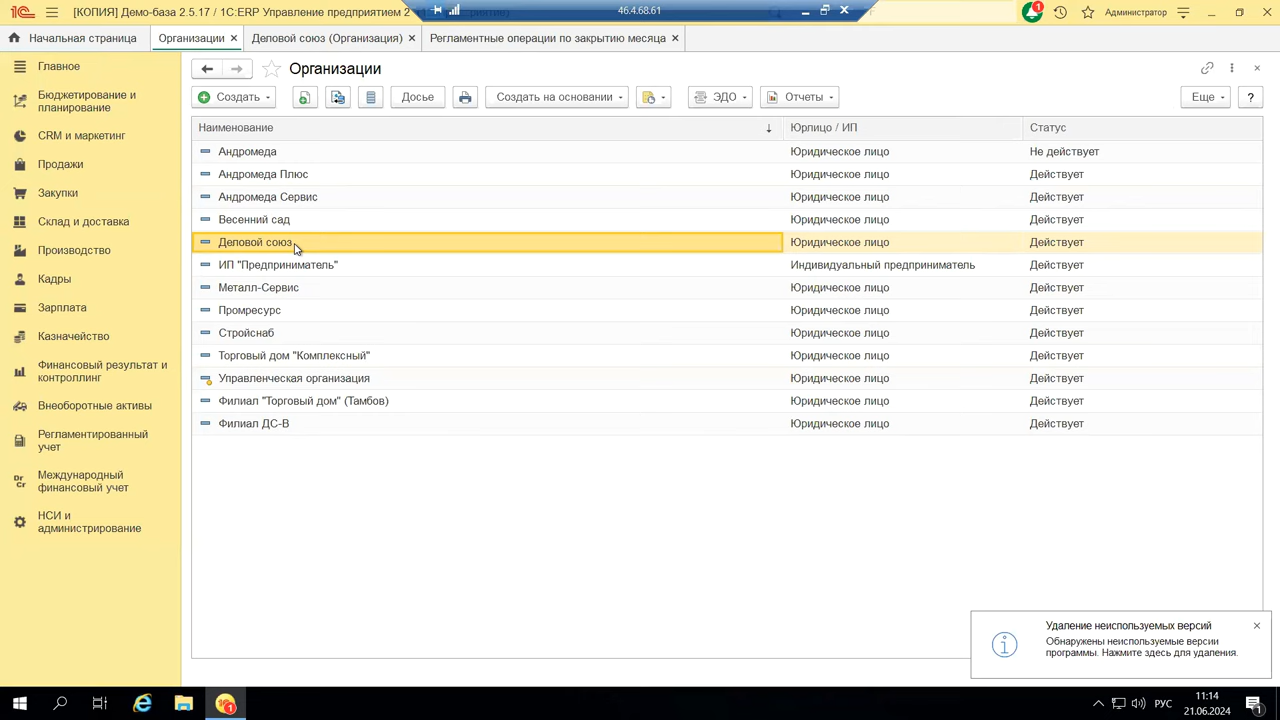 [КОПИЯ] Демо-база 2.5.17 / 1С:ERP Управление предприятием 2
46.4.68.61
1
Администратор
Начальная страница
Организации
Деловой союз (Организация)
Регламентные операции по закрытию месяца
Главное
Бюджетирование и
планирование
CRM и маркетинг
Продажи
Закупки
Склад и доставка
Производство
Кадры
Зарплата
Казначейство
Финансовый результат и
контроллинг
Внеоборотные активы
Регламентированный
учет
Международный
финансовый учет
НСИ и
администрирование
Организации
Создать
Досье
Создать на основании
ЭДО
Отчеты
Еще
?
Наименование Юрлицо / ИП Статус
Андромеда Юридическое лицо Не действует
Андромеда Плюс Юридическое лицо Действует
Андромеда Сервис Юридическое лицо Действует
Весенний сад Юридическое лицо Действует
Деловой союз Юридическое лицо Действует
ИП "Предприниматель" Индивидуальный предприниматель Действует
Металл-Сервис Юридическое лицо Действует
Промресурс Юридическое лицо Действует
Стройснаб Юридическое лицо Действует
Торговый дом "Комплексный" Юридическое лицо Действует
Управленческая организация Юридическое лицо Действует
Филиал "Торговый дом" (Тамбов) Юридическое лицо Действует
Филиал ДС-В Юридическое лицо Действует
Удаление неиспользуемых версий
Обнаружены неиспользуемые версии
программы. Нажмите здесь для удаления.
РУС
11:14
21.06.2024